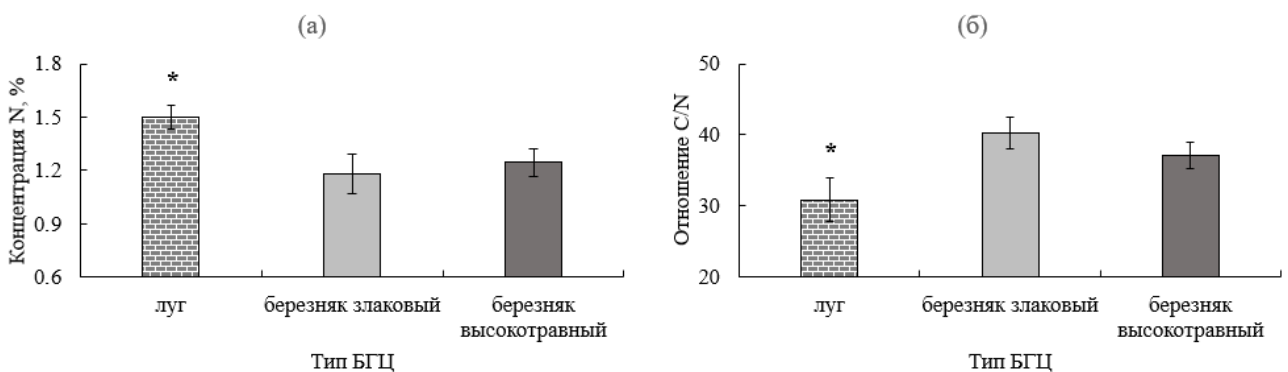 (а)
Концентрация N, %
1.8
1.5
1.2
0.9
0.6
*
луг
березняк злаковый
березняк
высокотравный
Тип БГЦ
(б)
Отношение C/N
50
40
30
20
*
луг
березняк злаковый
березняк
высокотравный
Тип БГЦ